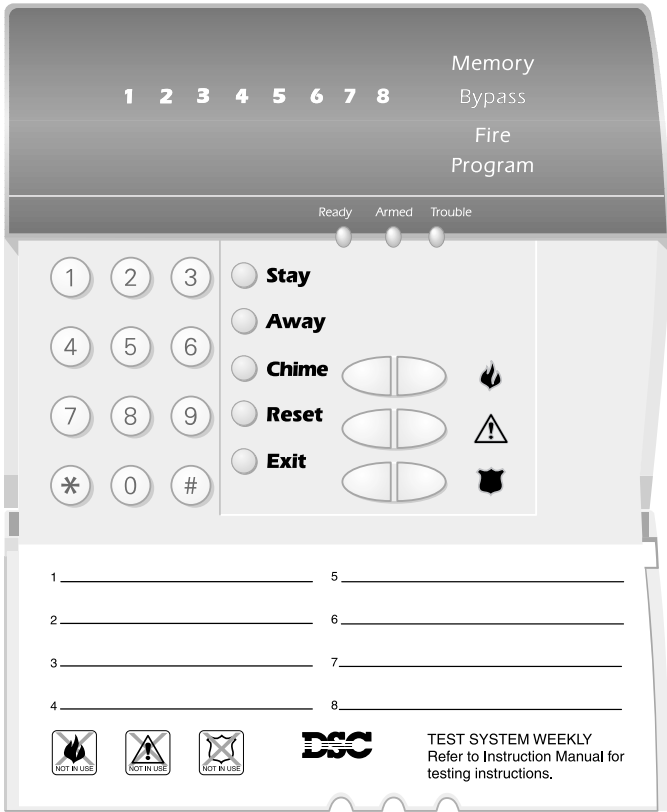 Memory
1 2 3 4 5 6 7 8 Bypass
Fire
Program
Ready Armed Trouble
1 2 3 Stay
Away
4 5 6 Chime
7 8 9 Reset
* 0 # Exit
1 5
2 6
3 7
4 8
NOT IN USE NOT IN USE NOT IN USE
DSC
TEST SYSTEM WEEKLY
Refer to Instruction Manual for
testing instructions.